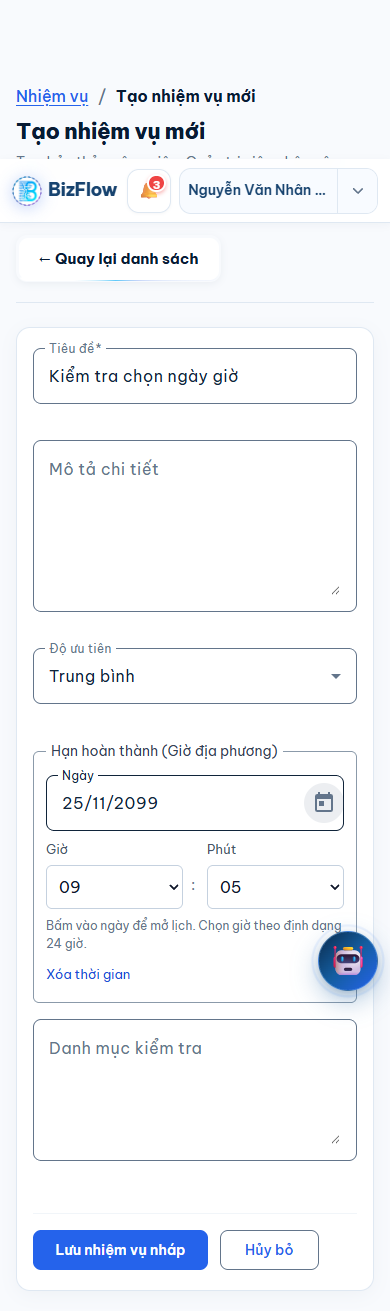 Nhiệm vụ / Tạo nhiệm vụ mới
Tạo nhiệm vụ mới
BizFlow
3
Nguyễn Văn Nhân ...
← Quay lại danh sách
Tiêu đề*
Kiểm tra chọn ngày giờ
Mô tả chi tiết
Độ ưu tiên
Trung bình
Hạn hoàn thành (Giờ địa phương)
Ngày
25/11/2099
Giờ
Phút
09 : 05
Bấm vào ngày để mở lịch. Chọn giờ theo định dạng
24 giờ.
Xóa thời gian
Danh mục kiểm tra
Lưu nhiệm vụ nháp
Hủy bỏ